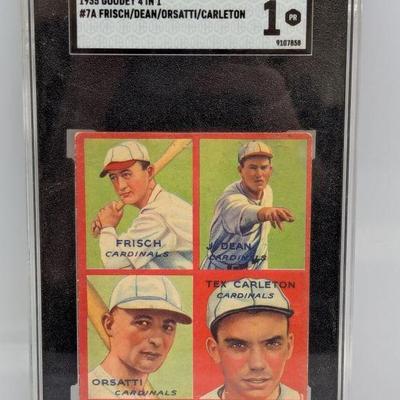 1935 GOUDEY 4 IN 1
#7A FRISCH/DEAN/ORSATTI/CARLETON
1
PR
9107858
FRISCH
CARDINALS
J. DEAN
CARDINALS
ORSATTI
CARDINALS
TEX CARLETON
CARDINALS